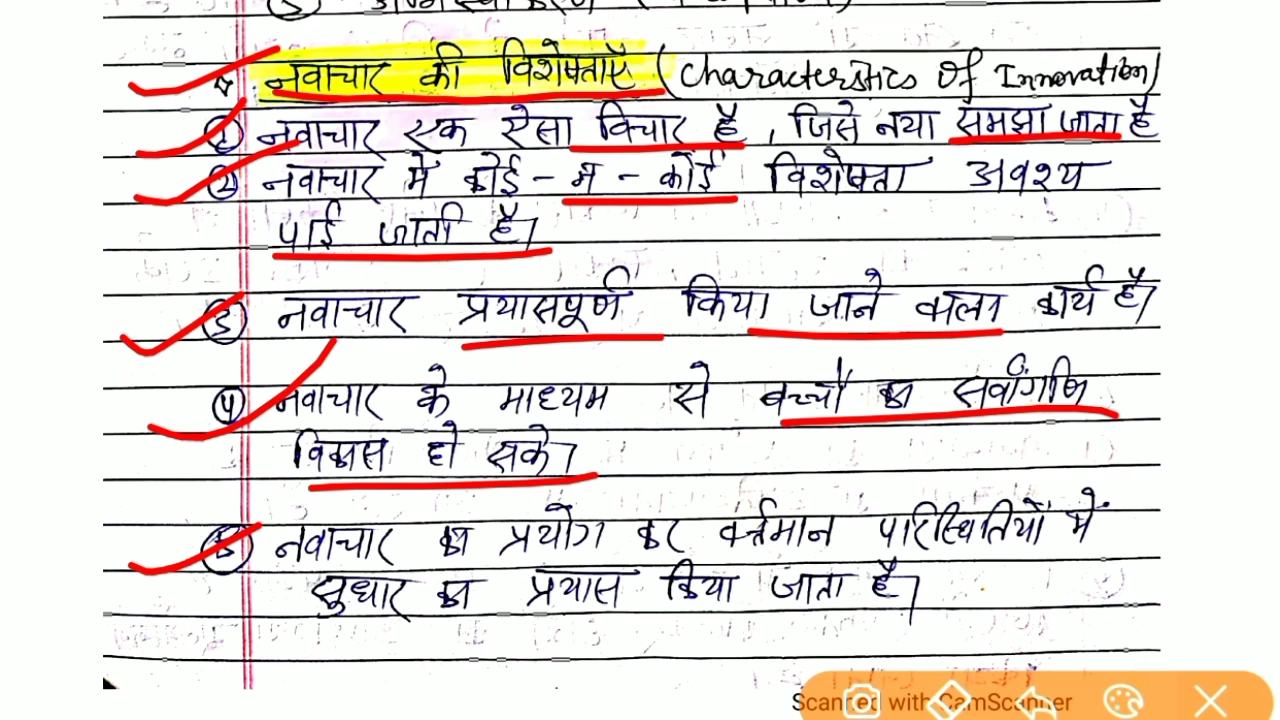 * नवाचार की विशेषताएँ (Characteristics Of Innovation)
① नवाचार एक ऐसा विचार है, जिसे नया समझा जाता है
② नवाचार में कोई-न-कोई विशेषता अवश्य
पाई जाती है।
③ नवाचार प्रयासपूर्ण किया जाने वाला कार्य है।
④ नवाचार के माध्यम से बच्चों का सर्वांगीण
विकास हो सके।
⑤ नवाचार का प्रयोग कर वर्त्तमान परिस्थितियों में
सुधार का प्रयास किया जाता है।
Scanned with CamScanner